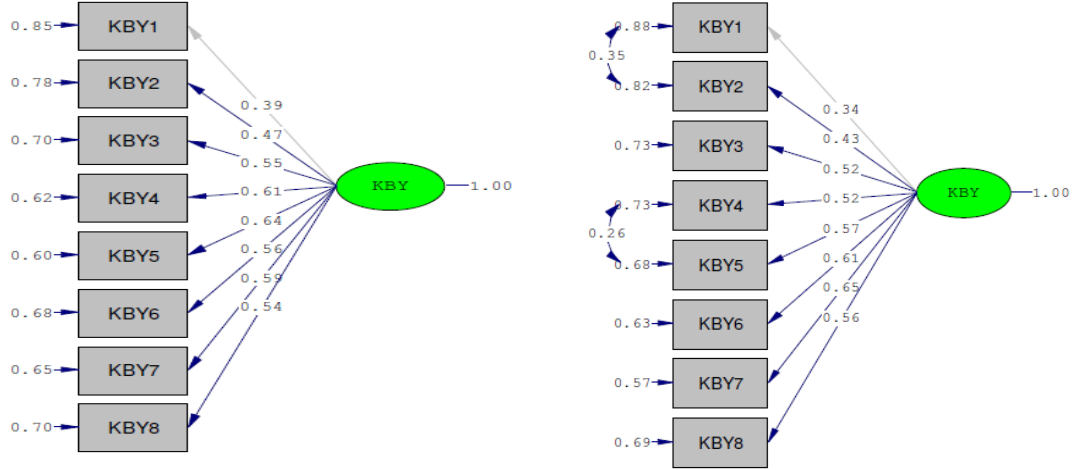 0.85 KBY1
0.78 KBY2
0.70 KBY3
0.62 KBY4
0.60 KBY5
0.68 KBY6
0.65 KBY7
0.70 KBY8
0.39
0.47
0.55
0.61
0.64
0.56
0.59
0.54
KBY 1.00
0.88 KBY1
0.35
0.82 KBY2
0.73 KBY3
0.73 KBY4
0.26
0.68 KBY5
0.63 KBY6
0.57 KBY7
0.69 KBY8
0.34
0.43
0.52
0.52
0.57
0.61
0.65
0.56
KBY 1.00